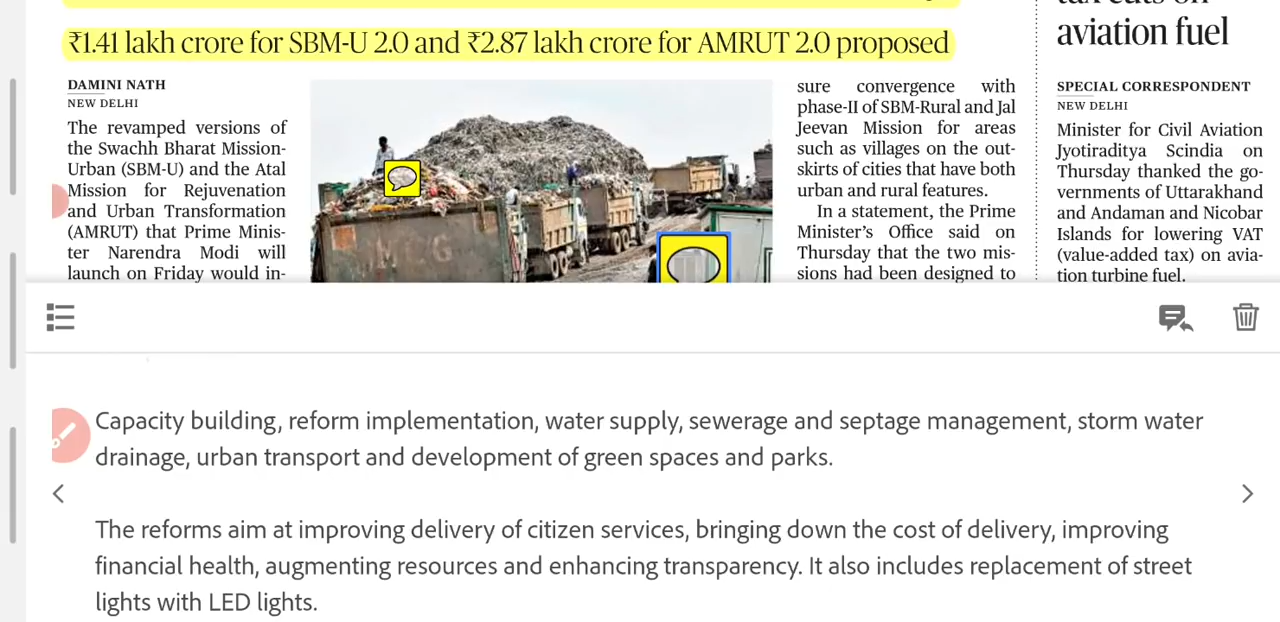 tax cuts on
aviation fuel
₹1.41 lakh crore for SBM-U 2.0 and ₹2.87 lakh crore for AMRUT 2.0 proposed
DAMINI NATH
NEW DELHI
The revamped versions of
the Swachh Bharat Mission-
Urban (SBM-U) and the Atal
Mission for Rejuvenation
and Urban Transformation
(AMRUT) that Prime Minis-
ter Narendra Modi will
launch on Friday would in-
MCG
sure convergence with
phase-II of SBM-Rural and Jal
Jeevan Mission for areas
such as villages on the out-
skirts of cities that have both
urban and rural features.
In a statement, the Prime
Minister's Office said on
Thursday that the two mis-
sions had been designed to
SPECIAL CORRESPONDENT
NEW DELHI
Minister for Civil Aviation
Jyotiraditya Scindia on
Thursday thanked the go-
vernments of Uttarakhand
and Andaman and Nicobar
Islands for lowering VAT
(value-added tax) on avia-
tion turbine fuel.
Capacity building, reform implementation, water supply, sewerage and septage management, storm water
drainage, urban transport and development of green spaces and parks.
The reforms aim at improving delivery of citizen services, bringing down the cost of delivery, improving
financial health, augmenting resources and enhancing transparency. It also includes replacement of street
lights with LED lights.